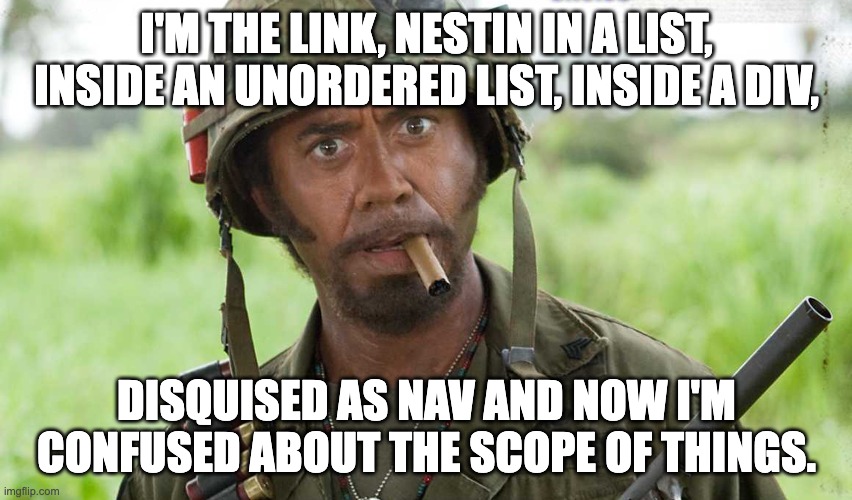 I'M THE LINK, NESTIN IN A LIST,
INSIDE AN UNORDERED LIST, INSIDE A DIV,
DISQUISED AS NAV AND NOW I'M
CONFUSED ABOUT THE SCOPE OF THINGS.
imgflip.com